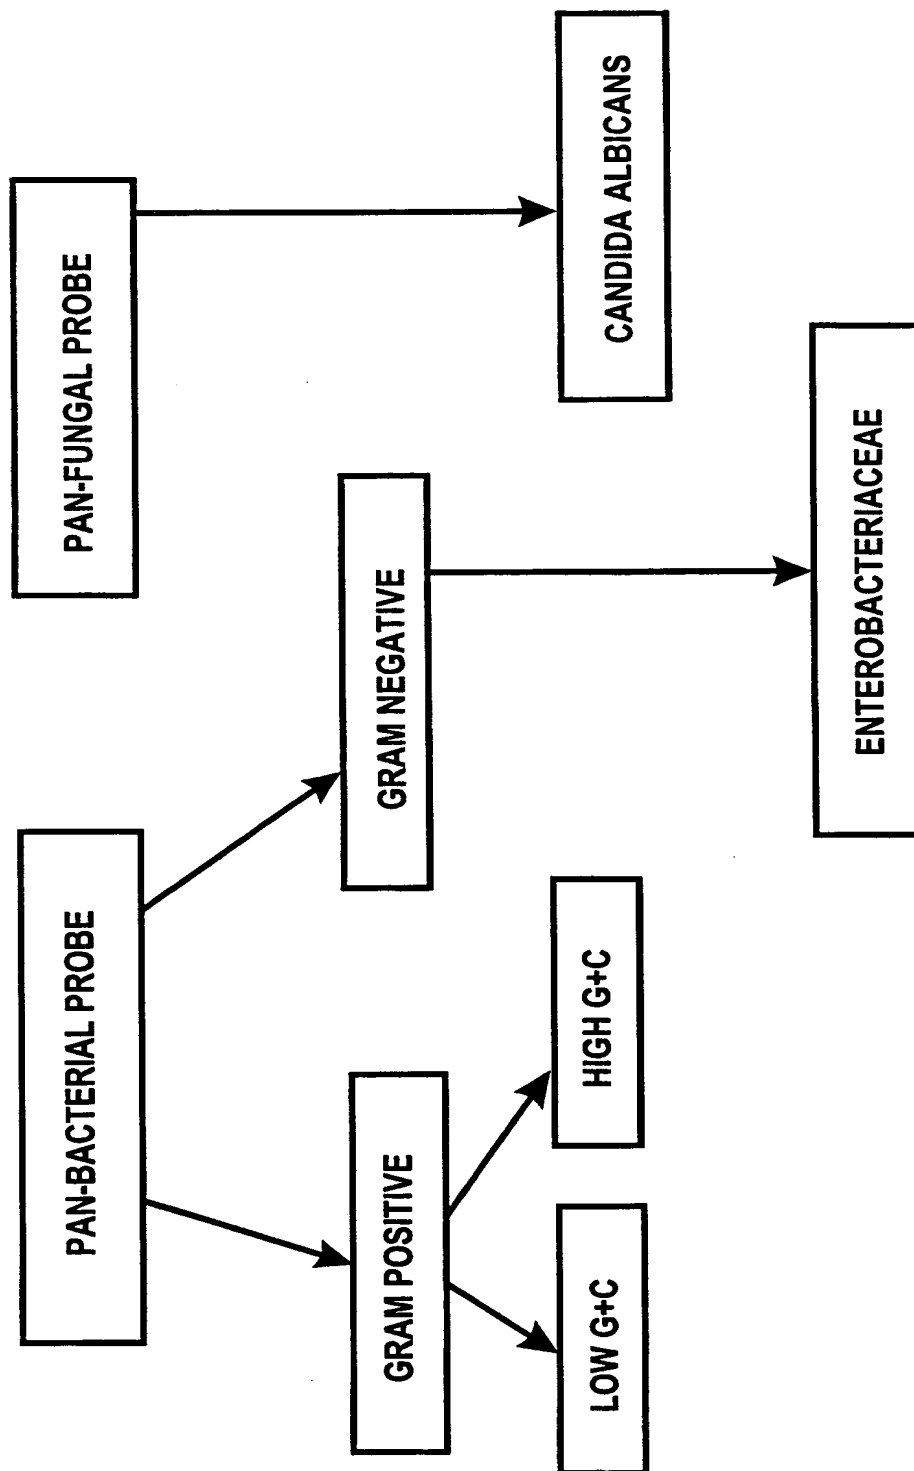 PAN-BACTERIAL PROBE
PAN-FUNGAL PROBE
GRAM POSITIVE
GRAM NEGATIVE
LOW G+C
HIGH G+C
CANDIDA ALBICANS
ENTEROBACTERIACEAE